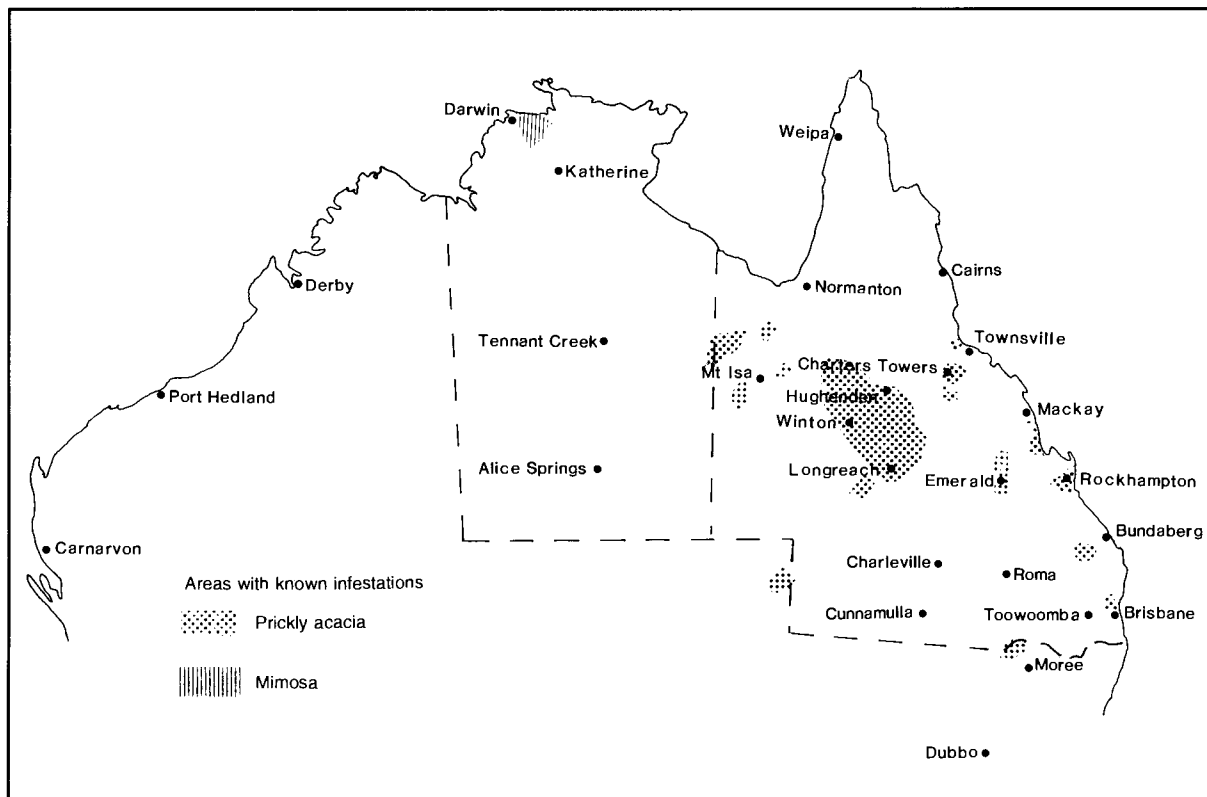 Darwin
Weipa
Katherine
Cairns
Derby
Normanton
Tennant Creek
Townsville
Charters Towers
Mt Isa
Port Hedland
Hughenden
Mackay
Winton
Alice Springs
Longreach
Emerald
Rockhampton
Bundaberg
Carnarvon
Charleville
Roma
Areas with known infestations
Prickly acacia
Cunnamulla
Toowoomba
Brisbane
Moree
Mimosa
Dubbo